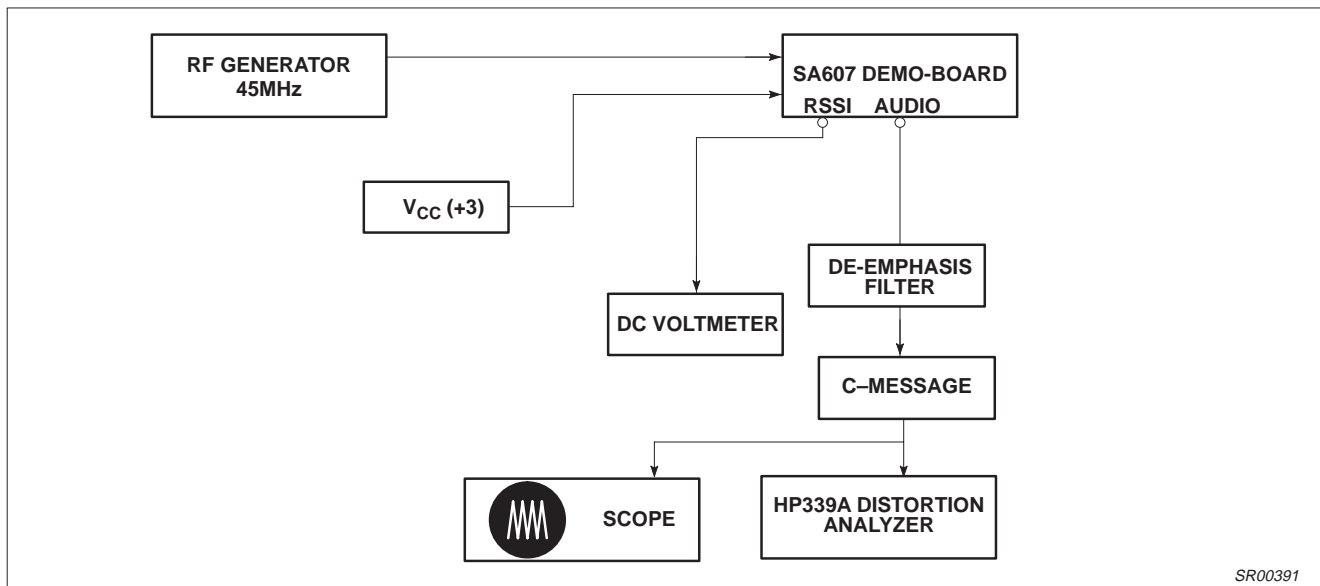 RF GENERATOR
45MHz
SA607 DEMO-BOARD
RSSI AUDIO
VCC (+3)
DE-EMPHASIS
FILTER
DC VOLTMETER
C–MESSAGE
SCOPE
HP339A DISTORTION
ANALYZER
SR00391